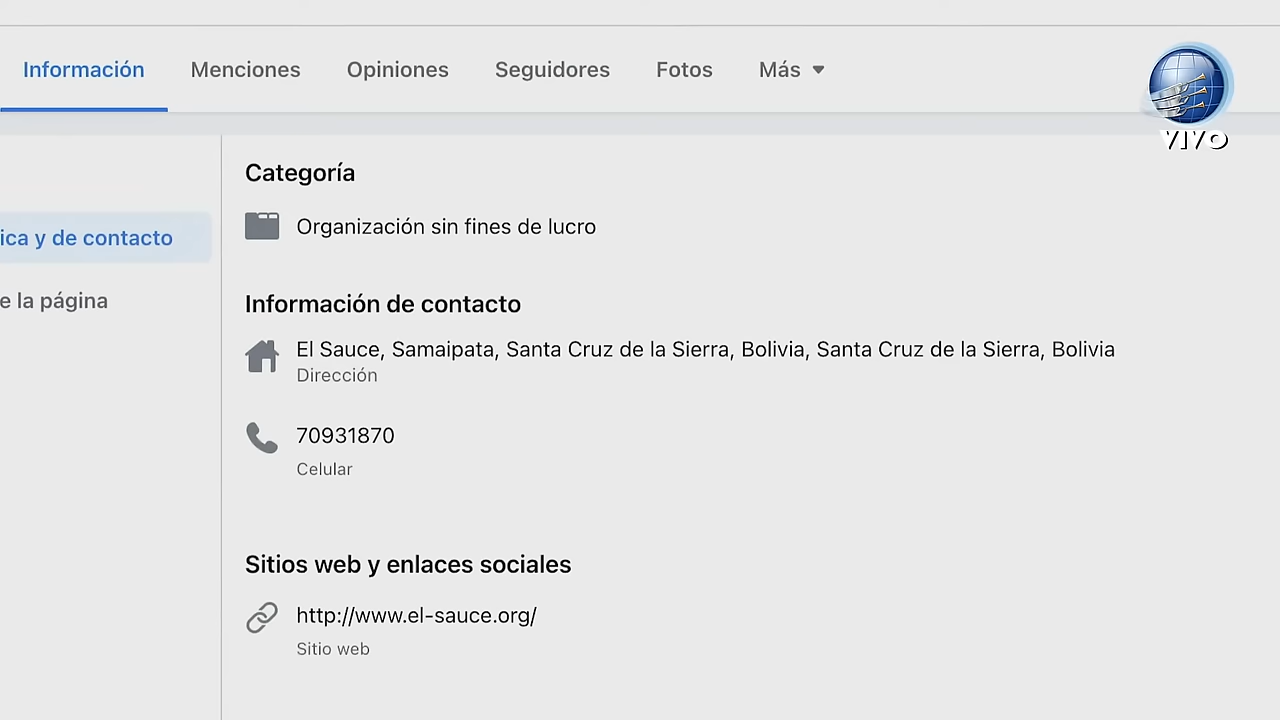 Información Menciones Opiniones Seguidores Fotos Más
VIVO
Categoría
Organización sin fines de lucro
ica y de contacto
e la página
Información de contacto
El Sauce, Samaipata, Santa Cruz de la Sierra, Bolivia, Santa Cruz de la Sierra, Bolivia
Dirección
70931870
Celular
Sitios web y enlaces sociales
http://www.el-sauce.org/
Sitio web